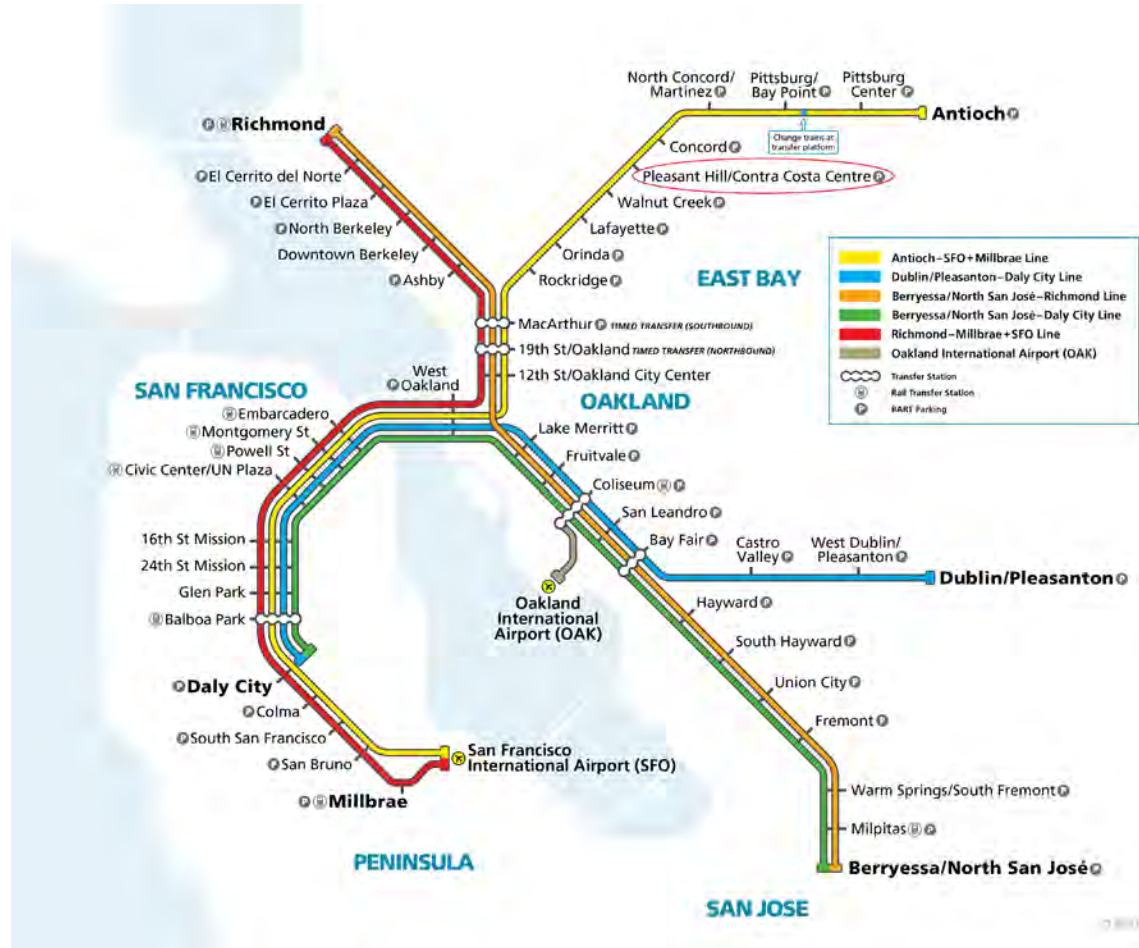 North Concord/
Martinez P
Pittsburg/
Bay Point P
Pittsburg
Center P
Antioch P
Change trains at
transfer platform
P Richmond
Concord P
Pleasant Hill/Contra Costa Centre P
Walnut Creek P
Lafayette P
Orinda P
Rockridge P
P El Cerrito del Norte
P El Cerrito Plaza
P North Berkeley
Downtown Berkeley
P Ashby
EAST BAY
Antioch–SFO+Millbrae Line
Dublin/Pleasanton–Daly City Line
Berryessa/North San José–Richmond Line
Berryessa/North San José–Daly City Line
Richmond–Millbrae+SFO Line
Oakland International Airport (OAK)
Transfer Station
Rail Transfer Station
P BART Parking
MacArthur P TIMED TRANSFER (SOUTHBOUND)
19th St/Oakland TIMED TRANSFER (NORTHBOUND)
12th St/Oakland City Center
West
P Oakland
SAN FRANCISCO
OAKLAND
Embarcadero
Montgomery St
Powell St
Civic Center/UN Plaza
16th St Mission
24th St Mission
Glen Park
Balboa Park
P Daly City
P Colma
P South San Francisco
P San Bruno
P Millbrae
San Francisco
International Airport (SFO)
PENINSULA
Lake Merritt P
Fruitvale P
Coliseum P
San Leandro P
Bay Fair P
Castro
Valley P
West Dublin/
Pleasanton P
Dublin/Pleasanton P
Oakland
International
Airport (OAK)
Hayward P
South Hayward P
Union City P
Fremont P
Warm Springs/South Fremont P
Milpitas P
Berryessa/North San José P
SAN JOSE